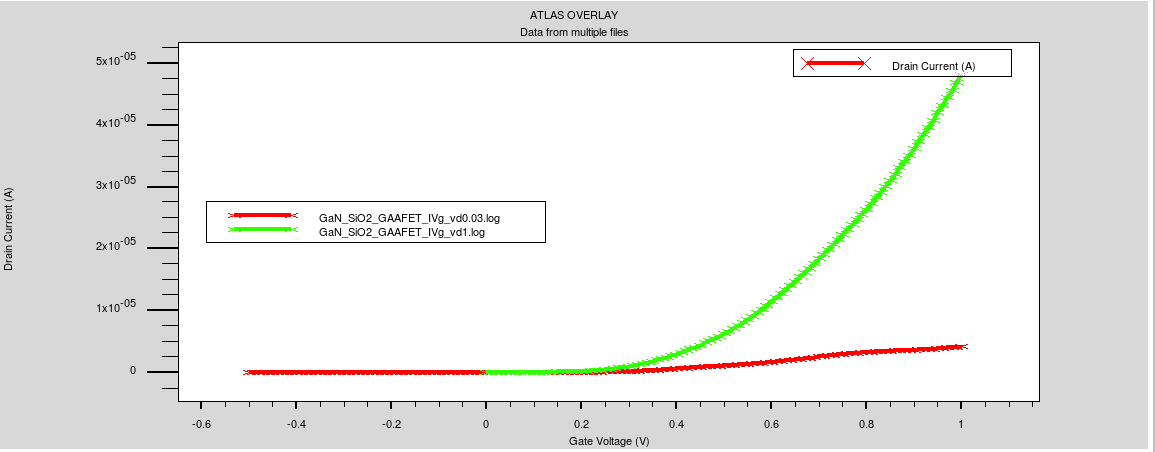 ATLAS OVERLAY
Data from multiple files
Drain Current (A)
5x10-05
4x10-05
3x10-05
2x10-05
1x10-05
0
Drain Current (A)
GaN_SiO2_GAAFET_IVg_vd0.03.log
GaN_SiO2_GAAFET_IVg_vd1.log
-0.6 -0.4 -0.2 0 0.2 0.4 0.6 0.8 1
Gate Voltage (V)